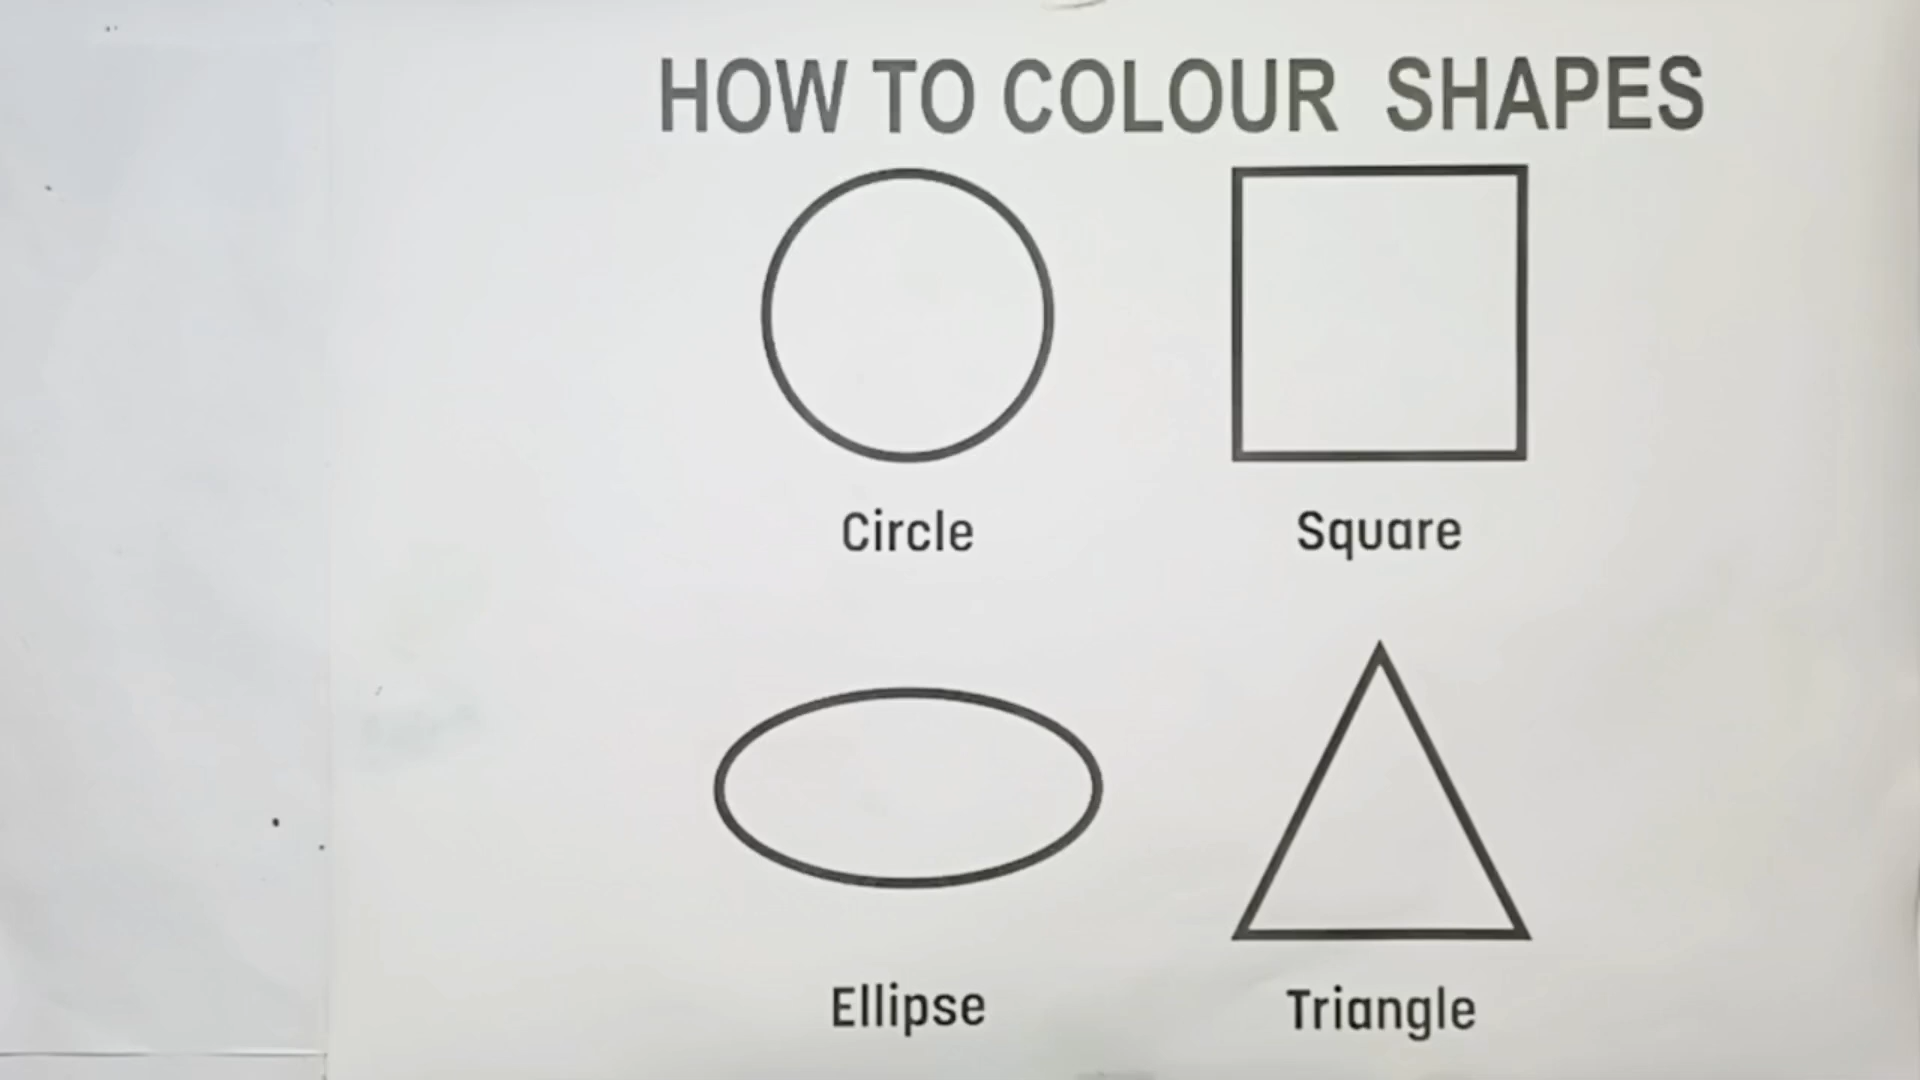 HOW TO COLOUR SHAPES
Circle
Square
Ellipse
Triangle